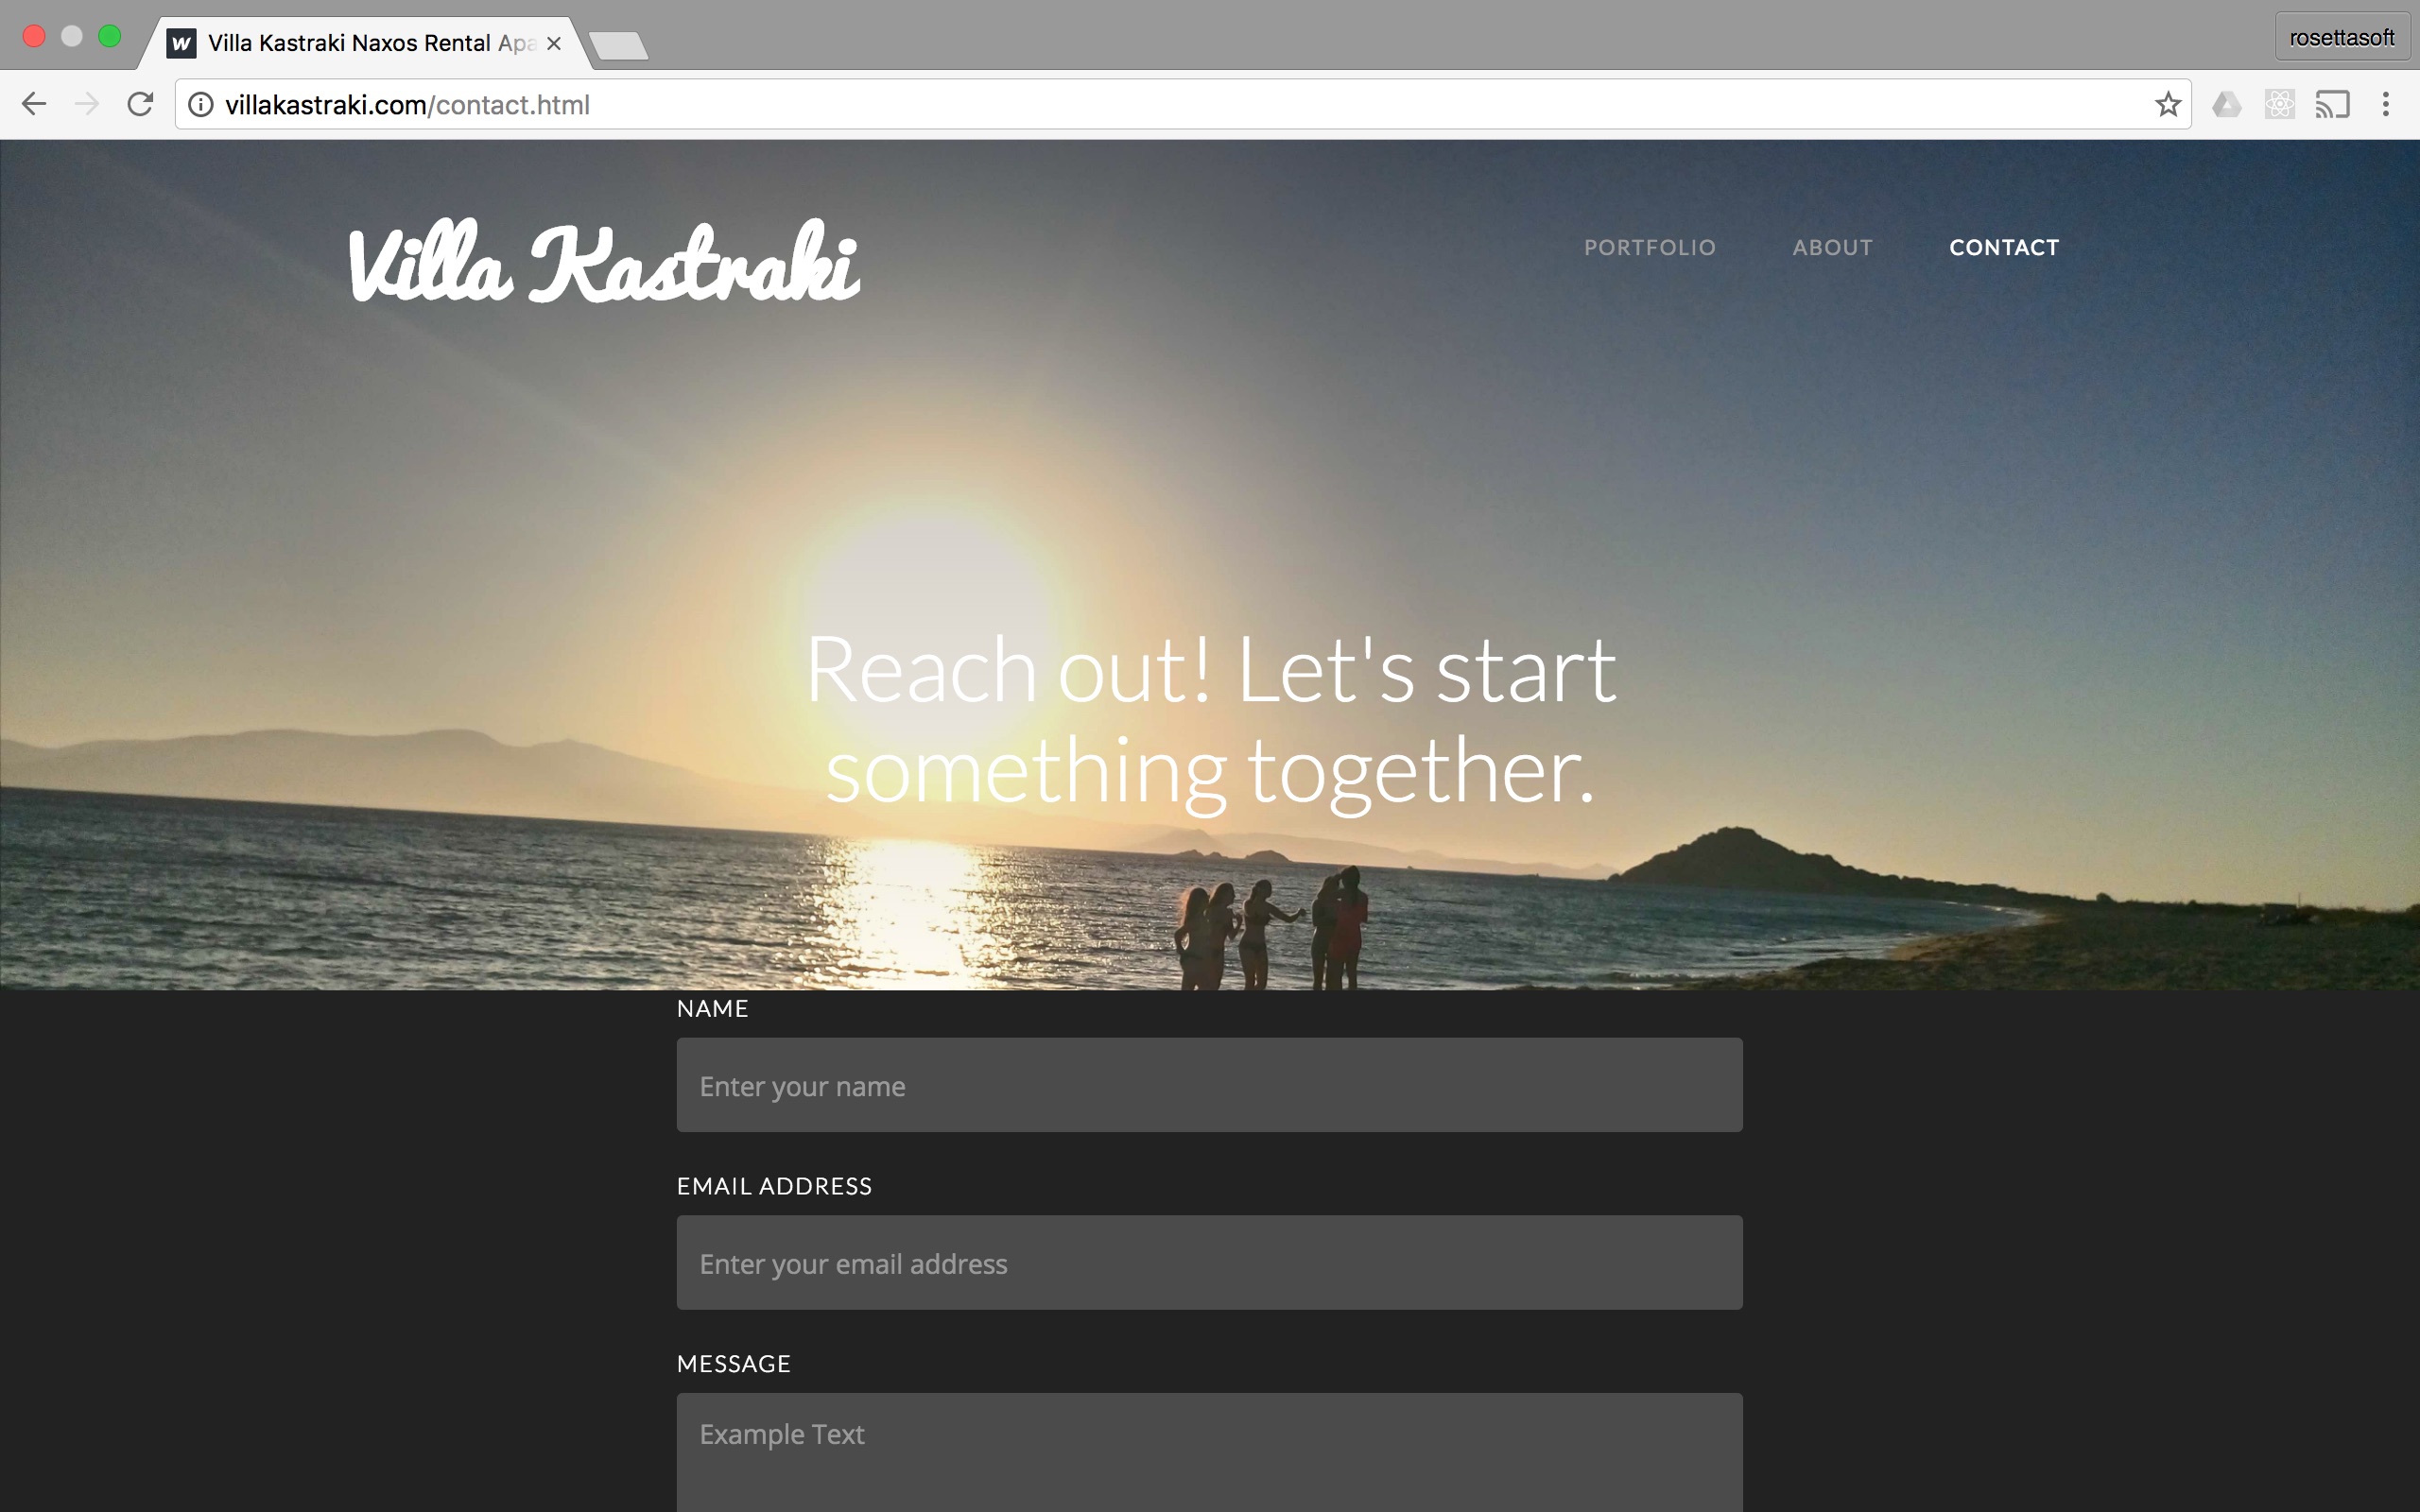 Villa Kastraki Naxos Rental Apa
rosettasoft
villakastraki.com/contact.html
Villa Kastraki
PORTFOLIO ABOUT CONTACT
Reach out! Let's start
something together.
NAME
Enter your name
EMAIL ADDRESS
Enter your email address
MESSAGE
Example Text